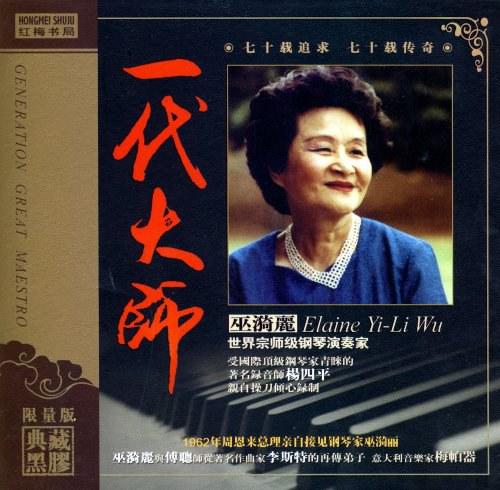 HONGMEI SHUJU
红梅书局
GENERATION GREAT MAESTRO
·七十载追求 七十载传奇·
一代大师
巫漪麗 Elaine Yi-Li Wu
世界宗师级钢琴演奏家
受國際頂級鋼琴家青睞的
著名録音師楊四平
親自操刀傾心録制
限量版
典藏
黑膠
1962年周恩来总理亲自接见钢琴家巫漪丽
巫漪麗與傅聰師從著名作曲家李斯特的再傳弟子 意大利音樂家梅帕器